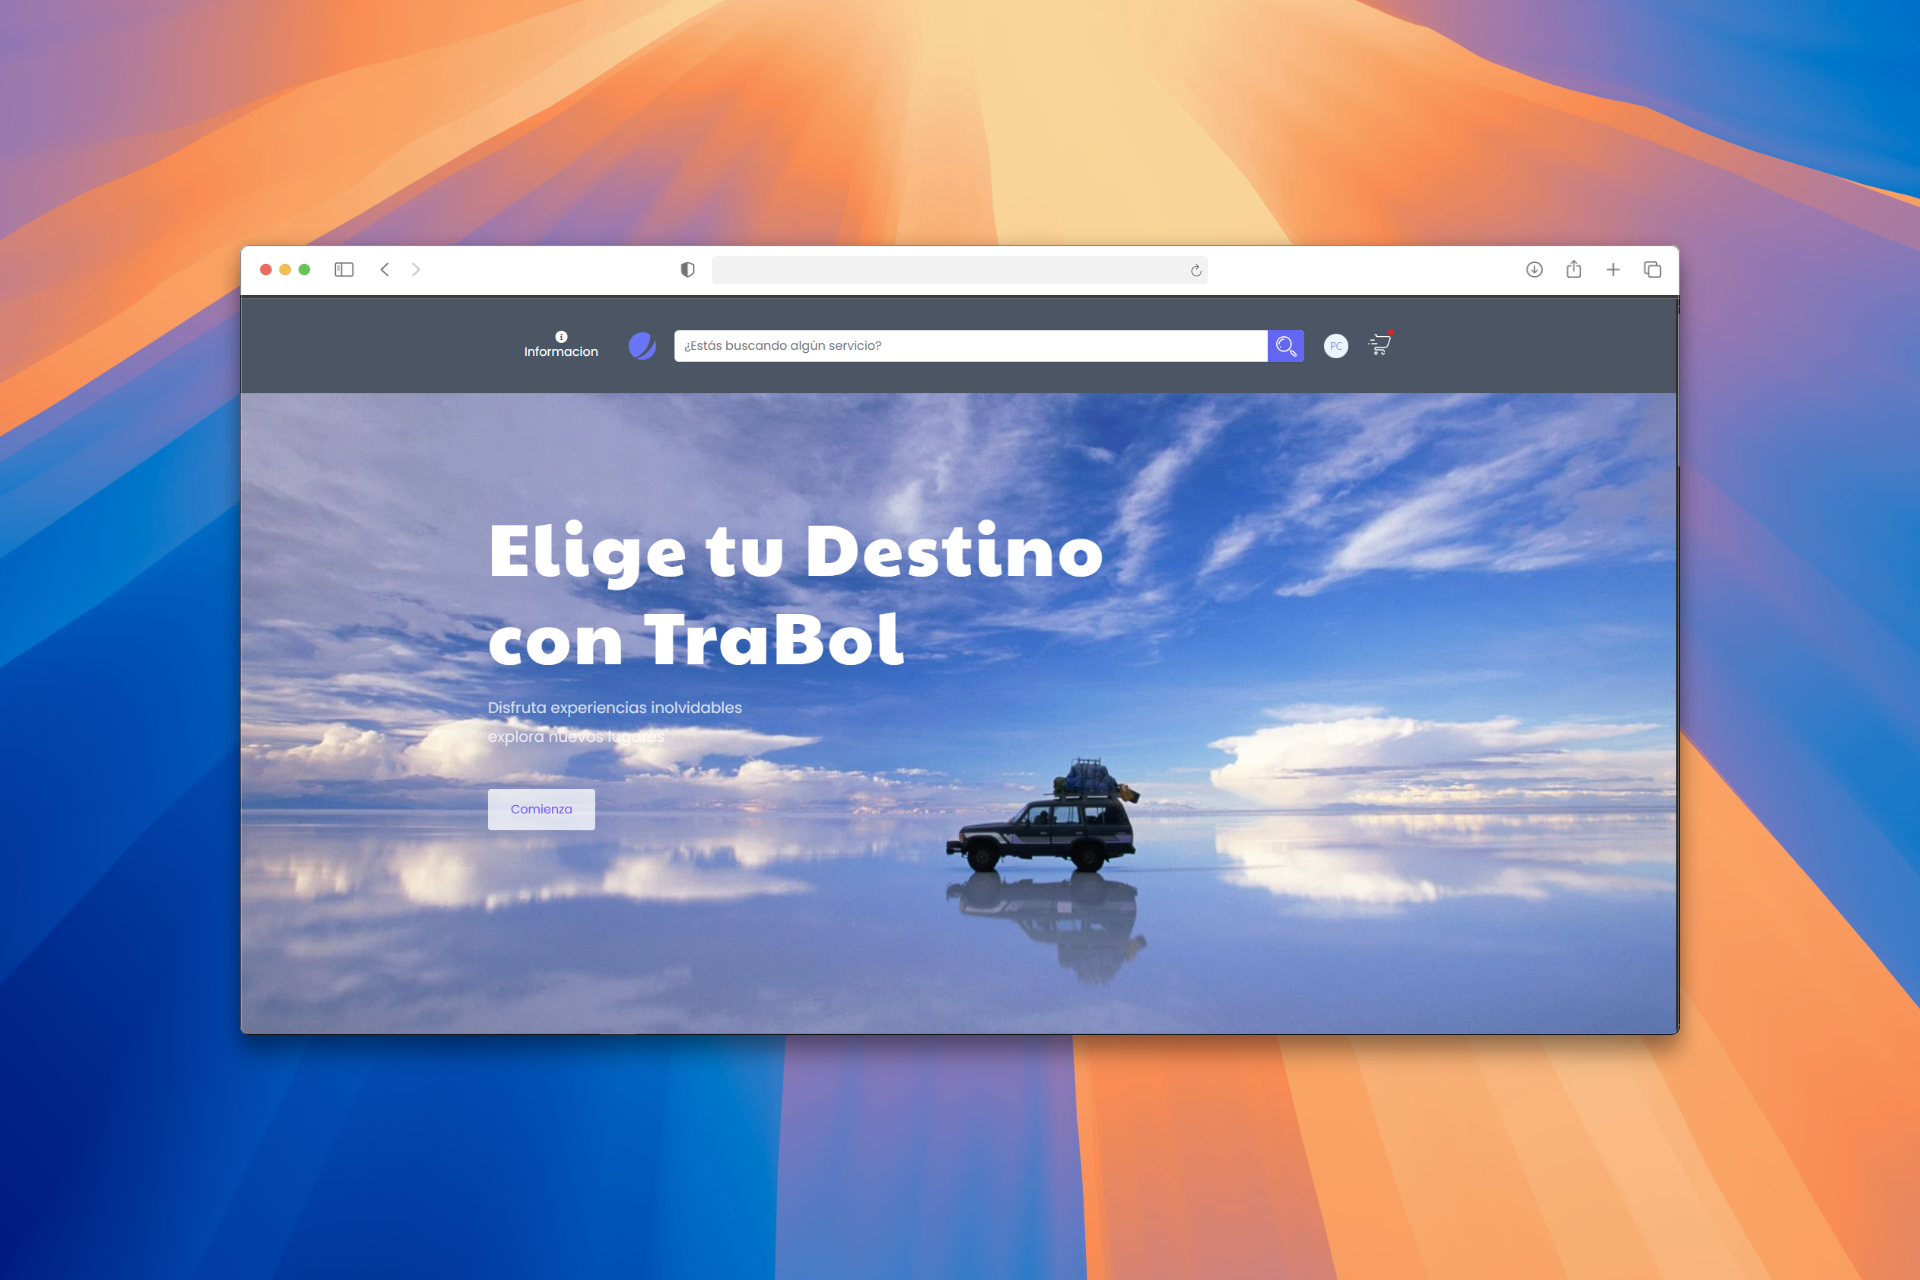 Informacion
¿Estás buscando algún servicio?
PC
Elige tu Destino
con TraBol
Disfruta experiencias inolvidables
explora nuevos lugares
Comienza